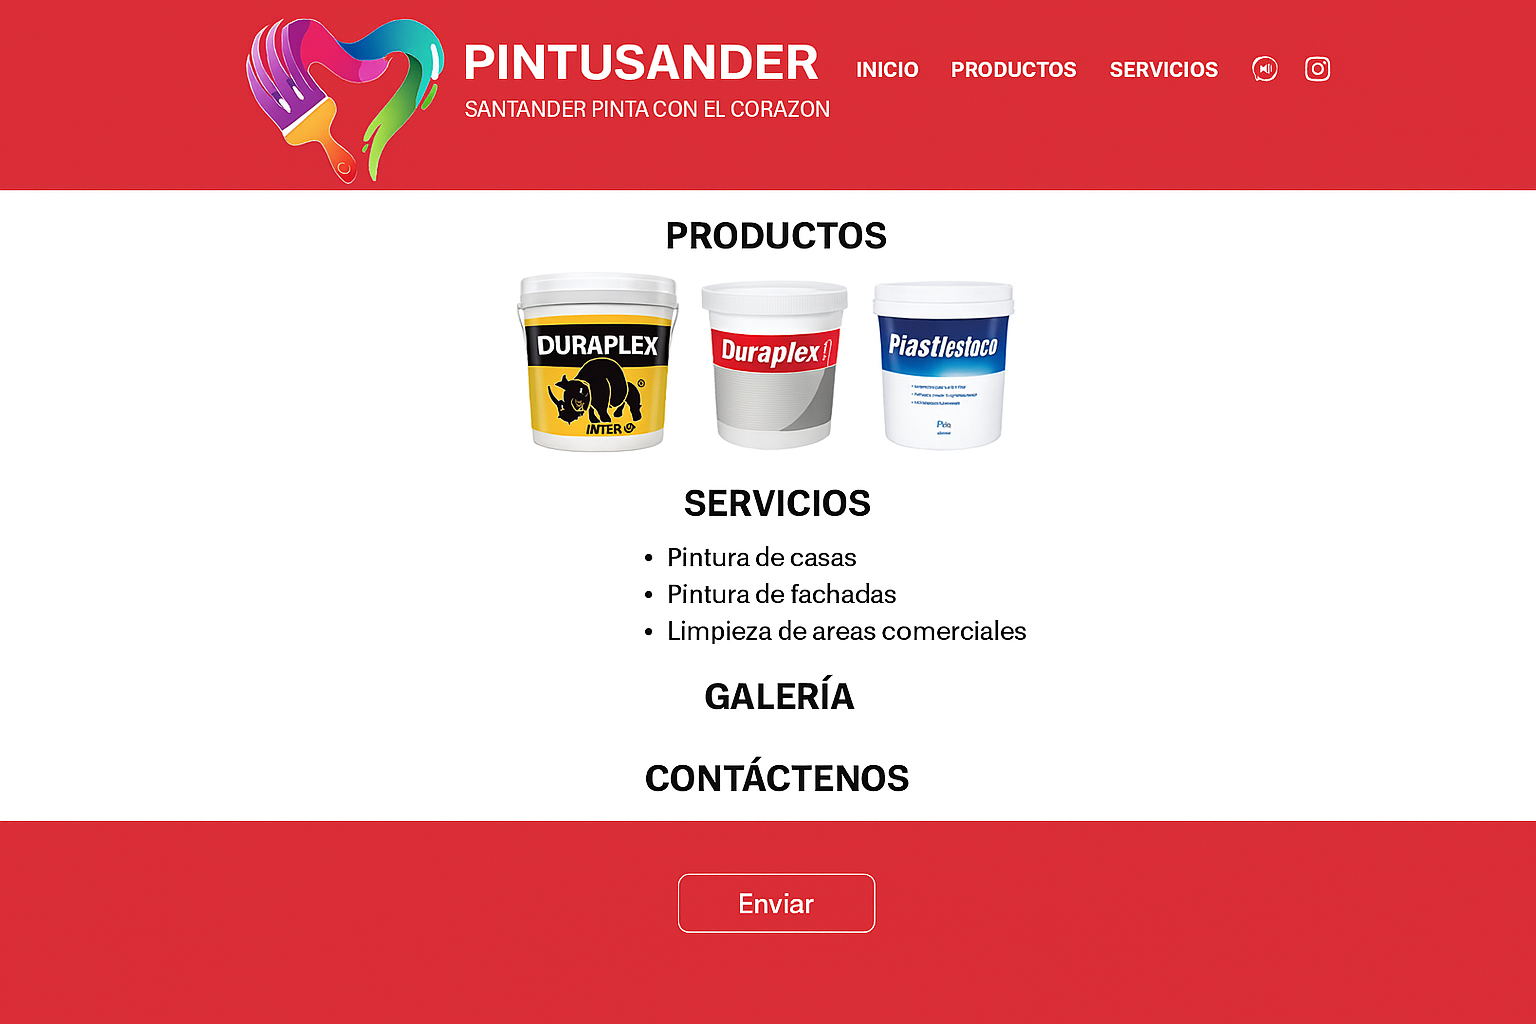 PINTUSANDER
SANTANDER PINTA CON EL CORAZON
INICIO PRODUCTOS SERVICIOS
PRODUCTOS
DURAPLEX
INTER
Duraplex
Piastlestoco
SERVICIOS
• Pintura de casas
• Pintura de fachadas
• Limpieza de areas comerciales
GALERÍA
CONTÁCTENOS
Enviar